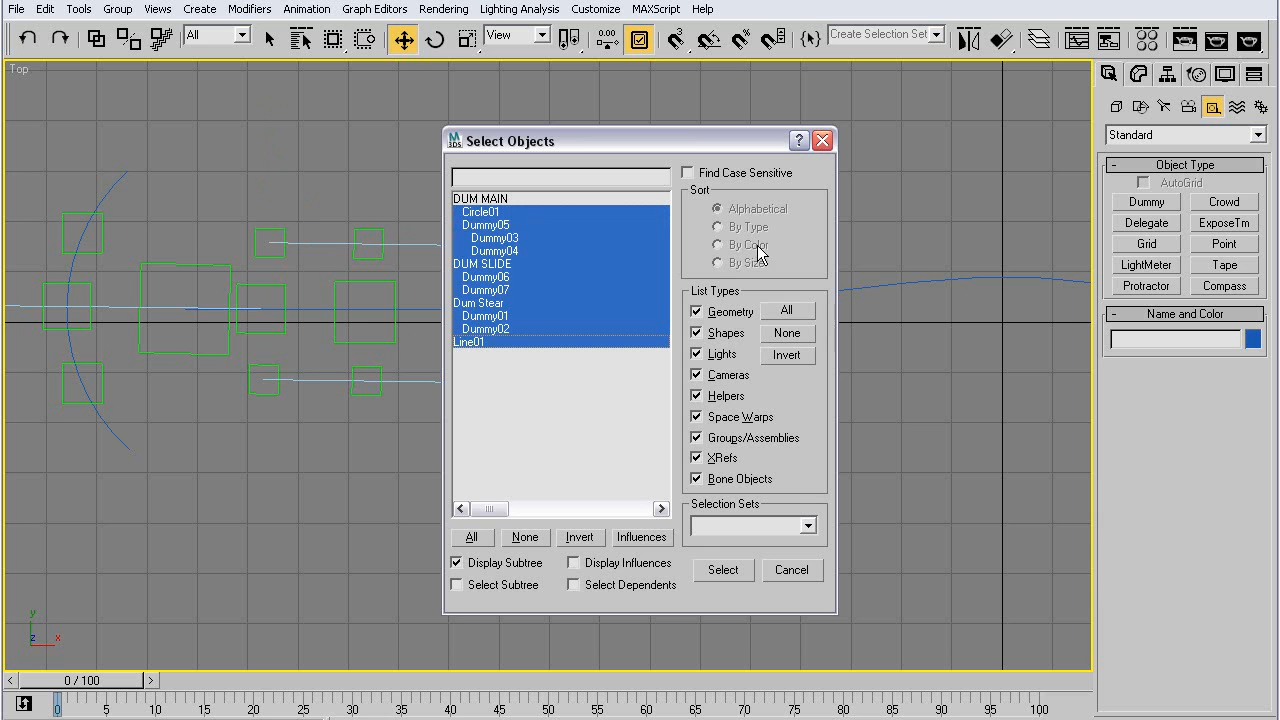 File Edit Tools Group Views Create Modifiers Animation Graph Editors Rendering Lighting Analysis Customize MAXScript Help
All View 0.00 Create Selection Set
Top
Standard
- Object Type
AutoGrid
Dummy Crowd
Delegate ExposeTm
Grid Point
LightMeter Tape
Protractor Compass
- Name and Color
M
3DS
Select Objects
?
Find Case Sensitive
DUM MAIN
Circle01
Dummy05
Dummy03
Dummy04
DUM SLIDE
Dummy06
Dummy07
Dum Stear
Dummy01
Dummy02
Line01
Sort
Alphabetical
By Type
By Color
By Size
List Types
Geometry All
Shapes None
Lights Invert
Cameras
Helpers
Space Warps
Groups/Assemblies
XRefs
Bone Objects
Selection Sets
All None Invert Influences
Display Subtree Display Influences
Select Subtree Select Dependents
Select Cancel
y
z x
< 0 / 100 >
0 5 10 15 20 25 30 35 40 45 50 55 60 65 70 75 80 85 90 95 100